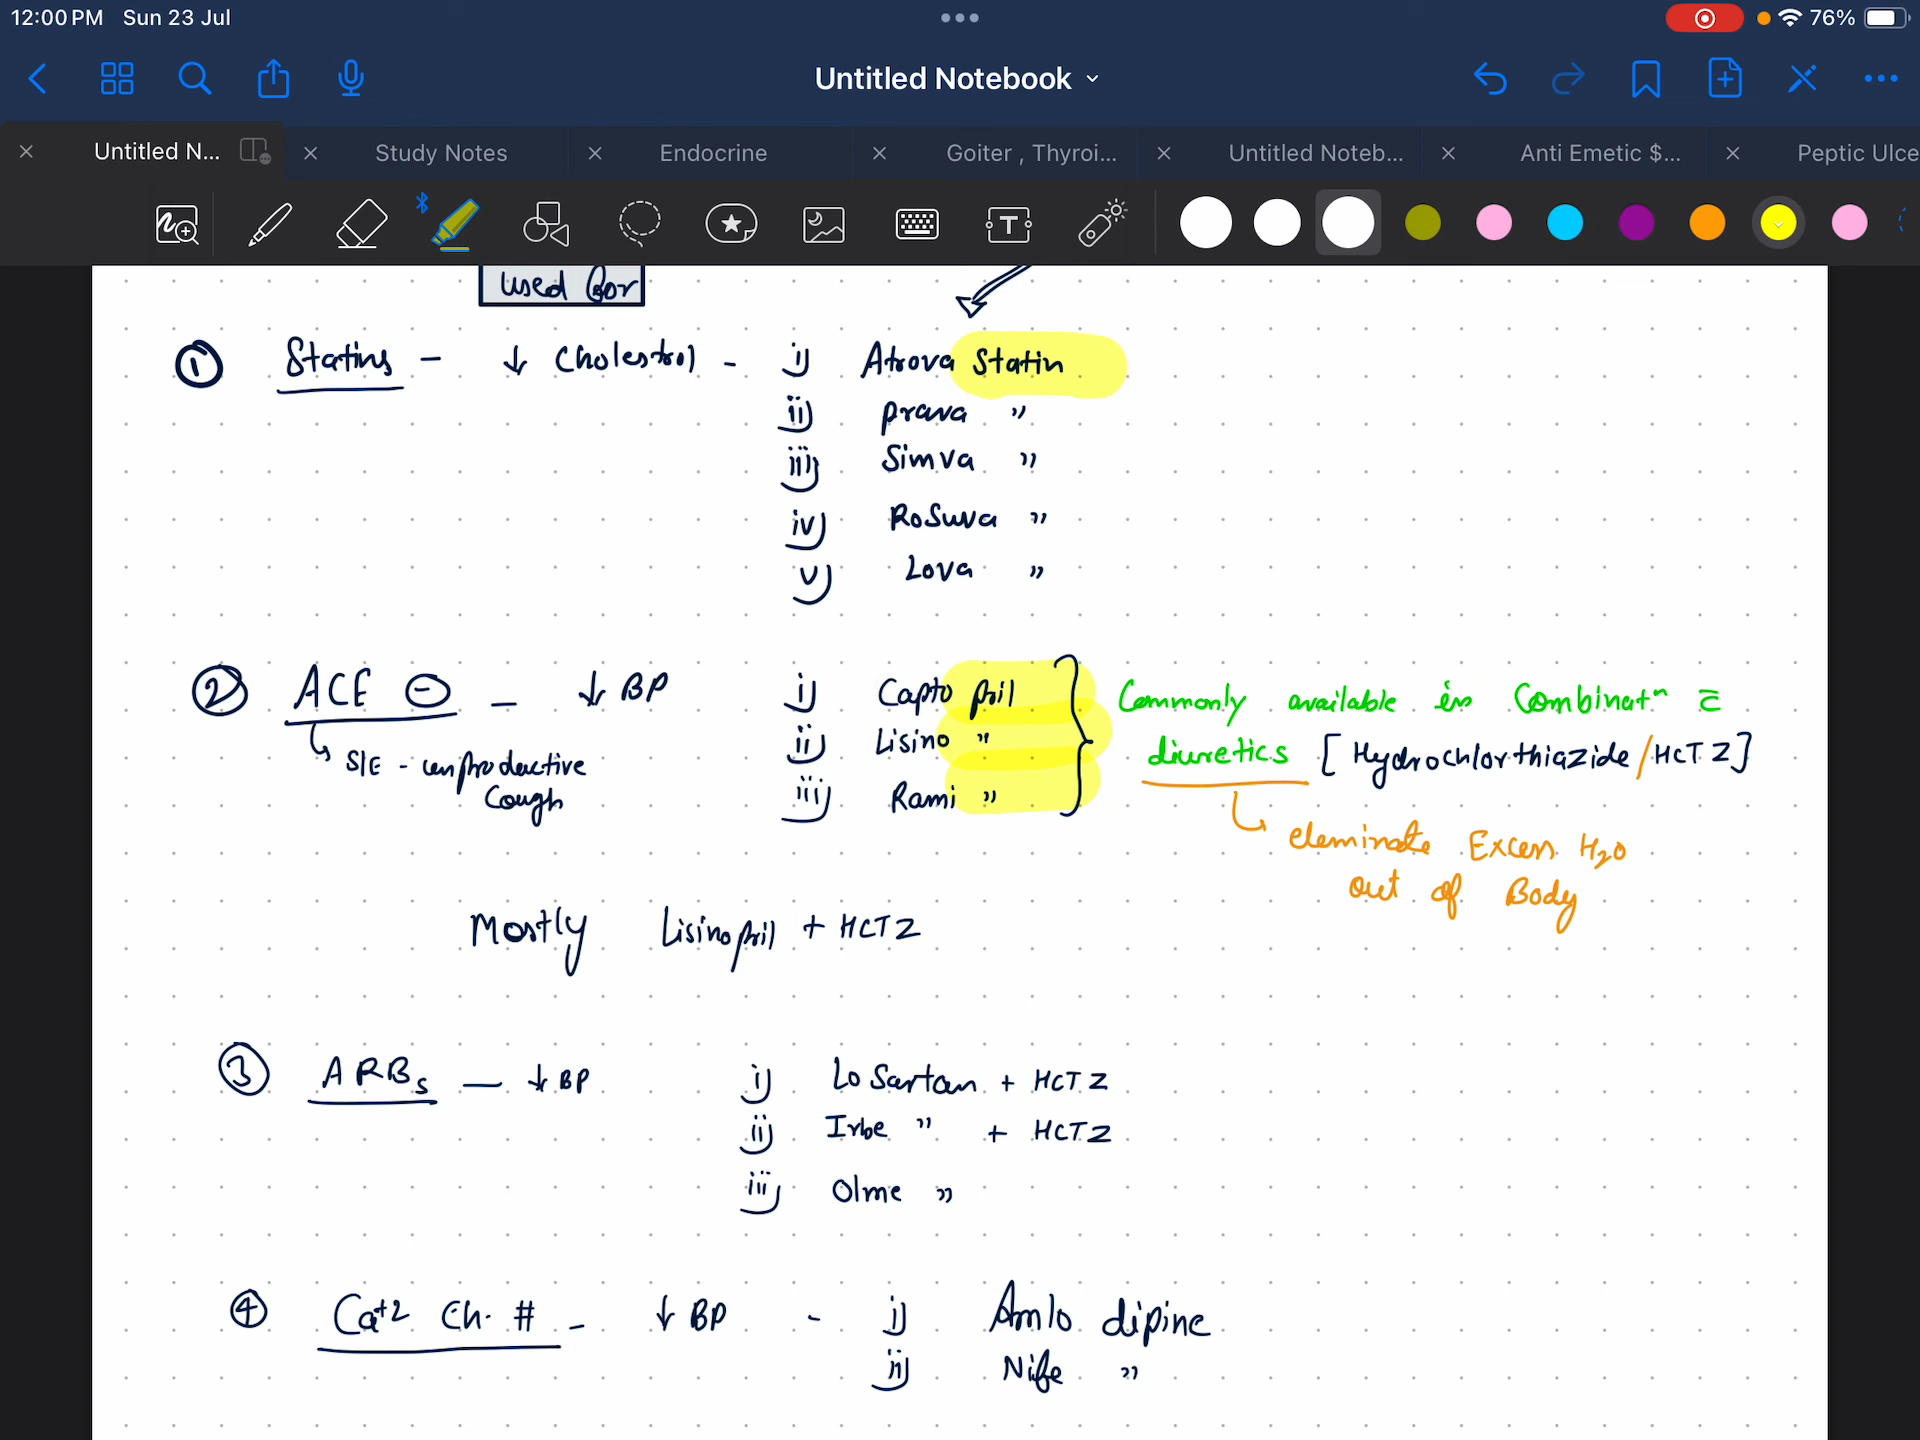 12:00 PM Sun 23 Jul
76%
Untitled Notebook
Untitled N...
Study Notes
Endocrine
Goiter , Thyroi...
Untitled Noteb...
Anti Emetic $...
Peptic Ulce
T
Used for
① Statins - ↓ Cholestrol - i) Atrova Statin
ii) Prava "
iii) Simva "
iv) RoSuva "
v) Lova "
② ACE ⊖ - ↓ BP i) Capto pril
ii) Lisino "
iii) Rami "
S/E - unproductive
Cough
Commonly available in Combinatⁿ c̄
diuretics [Hydrochlorthiazide/HCTZ]
eleminate Excess H₂O
out of Body
Mostly Lisinopril + HCTZ
③ ARBs — ↓ BP i) Lo Sartan + HCTZ
ii) Irbe " + HCTZ
iii) Olme "
④ Ca+2 Ch. # - ↓ BP - i) Amlo dipine
ii) Nife "